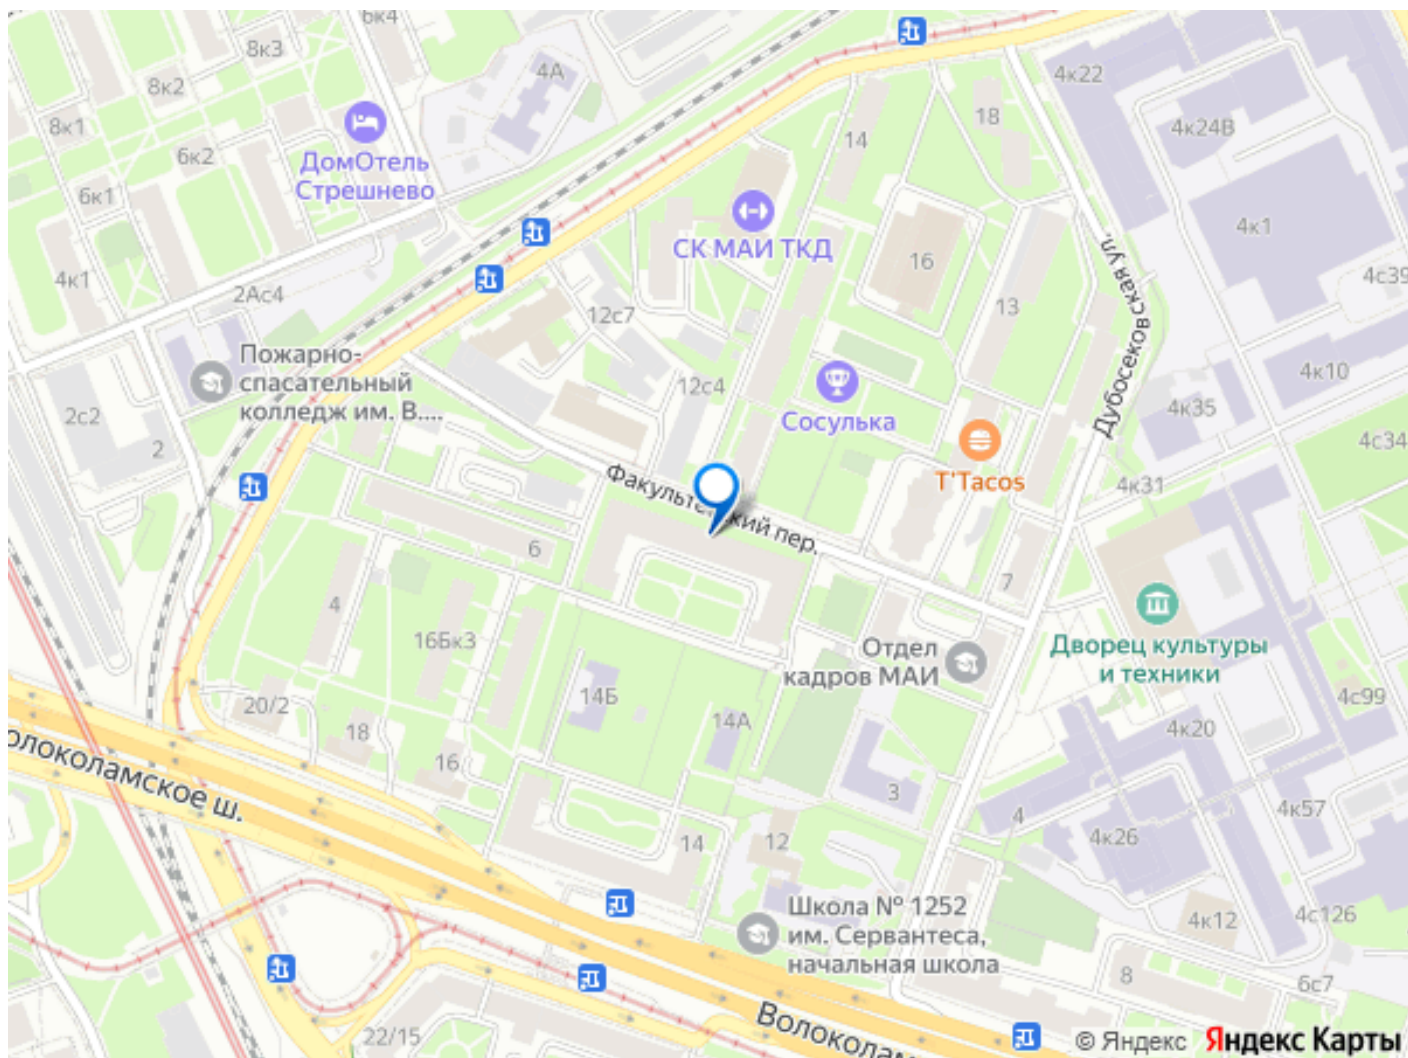 6к4
8к3
4А
8к2
8к1
6к2
ДомОтель
Стрешнево
6к1
4к1
2Ас4
14
18
4к22
4к24В
4к1
СК МАИ ТКД
16
4с39
Дубосековская ул.
13
12с7
Пожарно-
спасательный
колледж им. В....
2с2
2
12с4
Сосулька
4к10
4к35
4с34
T'Tacos
4к31
Факультетский пер.
6
7
4
16Бк3
Отдел
кадров МАИ
Дворец культуры
и техники
14Б
14А
4с99
20/2
18
16
4к20
3
Волоколамское ш.
14
12
4
4к26
4к57
Школа № 1252
им. Сервантеса,
начальная школа
4к12
4с126
8
6с7
22/15
Волоколам
© Яндекс Яндекс Карты